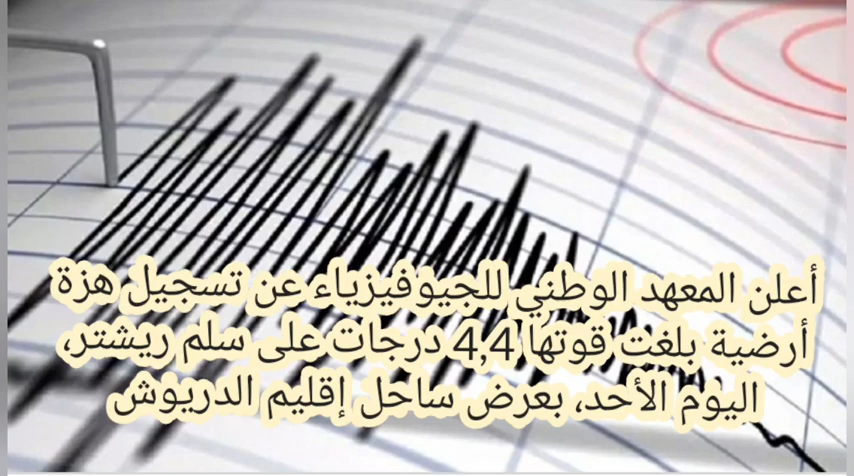 أعلن المعهد الوطني للجيوفيزياء عن تسجيل هزة
أرضية بلغت قوتها 4,4 درجات على سلم ريشتر،
اليوم الأحد، بعرض ساحل إقليم الدريوش